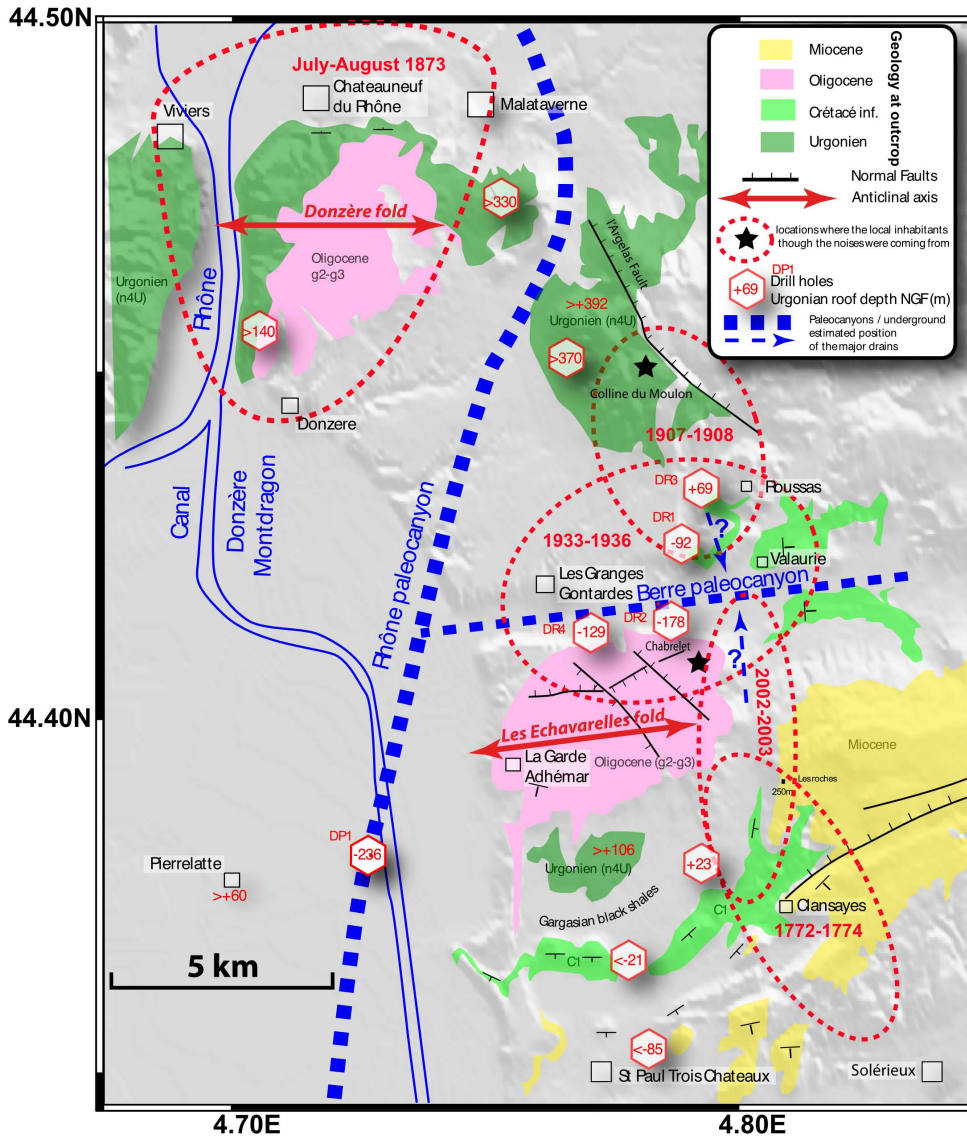 44.50N
44.40N
4.70E
4.80E
Miocene
Oligocene
Crétacé inf.
Urgonien
Geology at outcrop
Normal Faults
Anticlinal axis
locations where the local inhabitants
though the noises were coming from
DP1
+69
Drill holes
Urgonian roof depth NGF(m)
Paleocanyons / underground
estimated position
of the major drains
July-August 1873
Chateauneuf
du Rhône
Malataverne
Viviers
>330
Donzère fold
Oligocene
g2-g3
Urgonien
(n4U)
Rhône
>140
Donzere
l'Argelas Fault
>+392
Urgonien (n4U)
>370
Colline du Moulon
1907-1908
DR3
+69
Roussas
DR1
-92
?
Valaurie
1933-1936
Les Granges
Gontardes
Berre paleocanyon
DR4
-129
DR2
-178
Chabrelet
?
2002-2003
Canal
Donzère
Montdragon
Rhône paleocanyon
Les Echavarelles fold
La Garde
Adhémar
Oligocene (g2-g3)
Miocene
Les roches
250m
DP1
-236
Pierrelatte
>+60
>+106
Urgonien (n4U)
+23
Gargasian black shales
C1
Clansayes
1772-1774
C1
<-21
5 km
<-85
St Paul Trois Chateaux
Solérieux